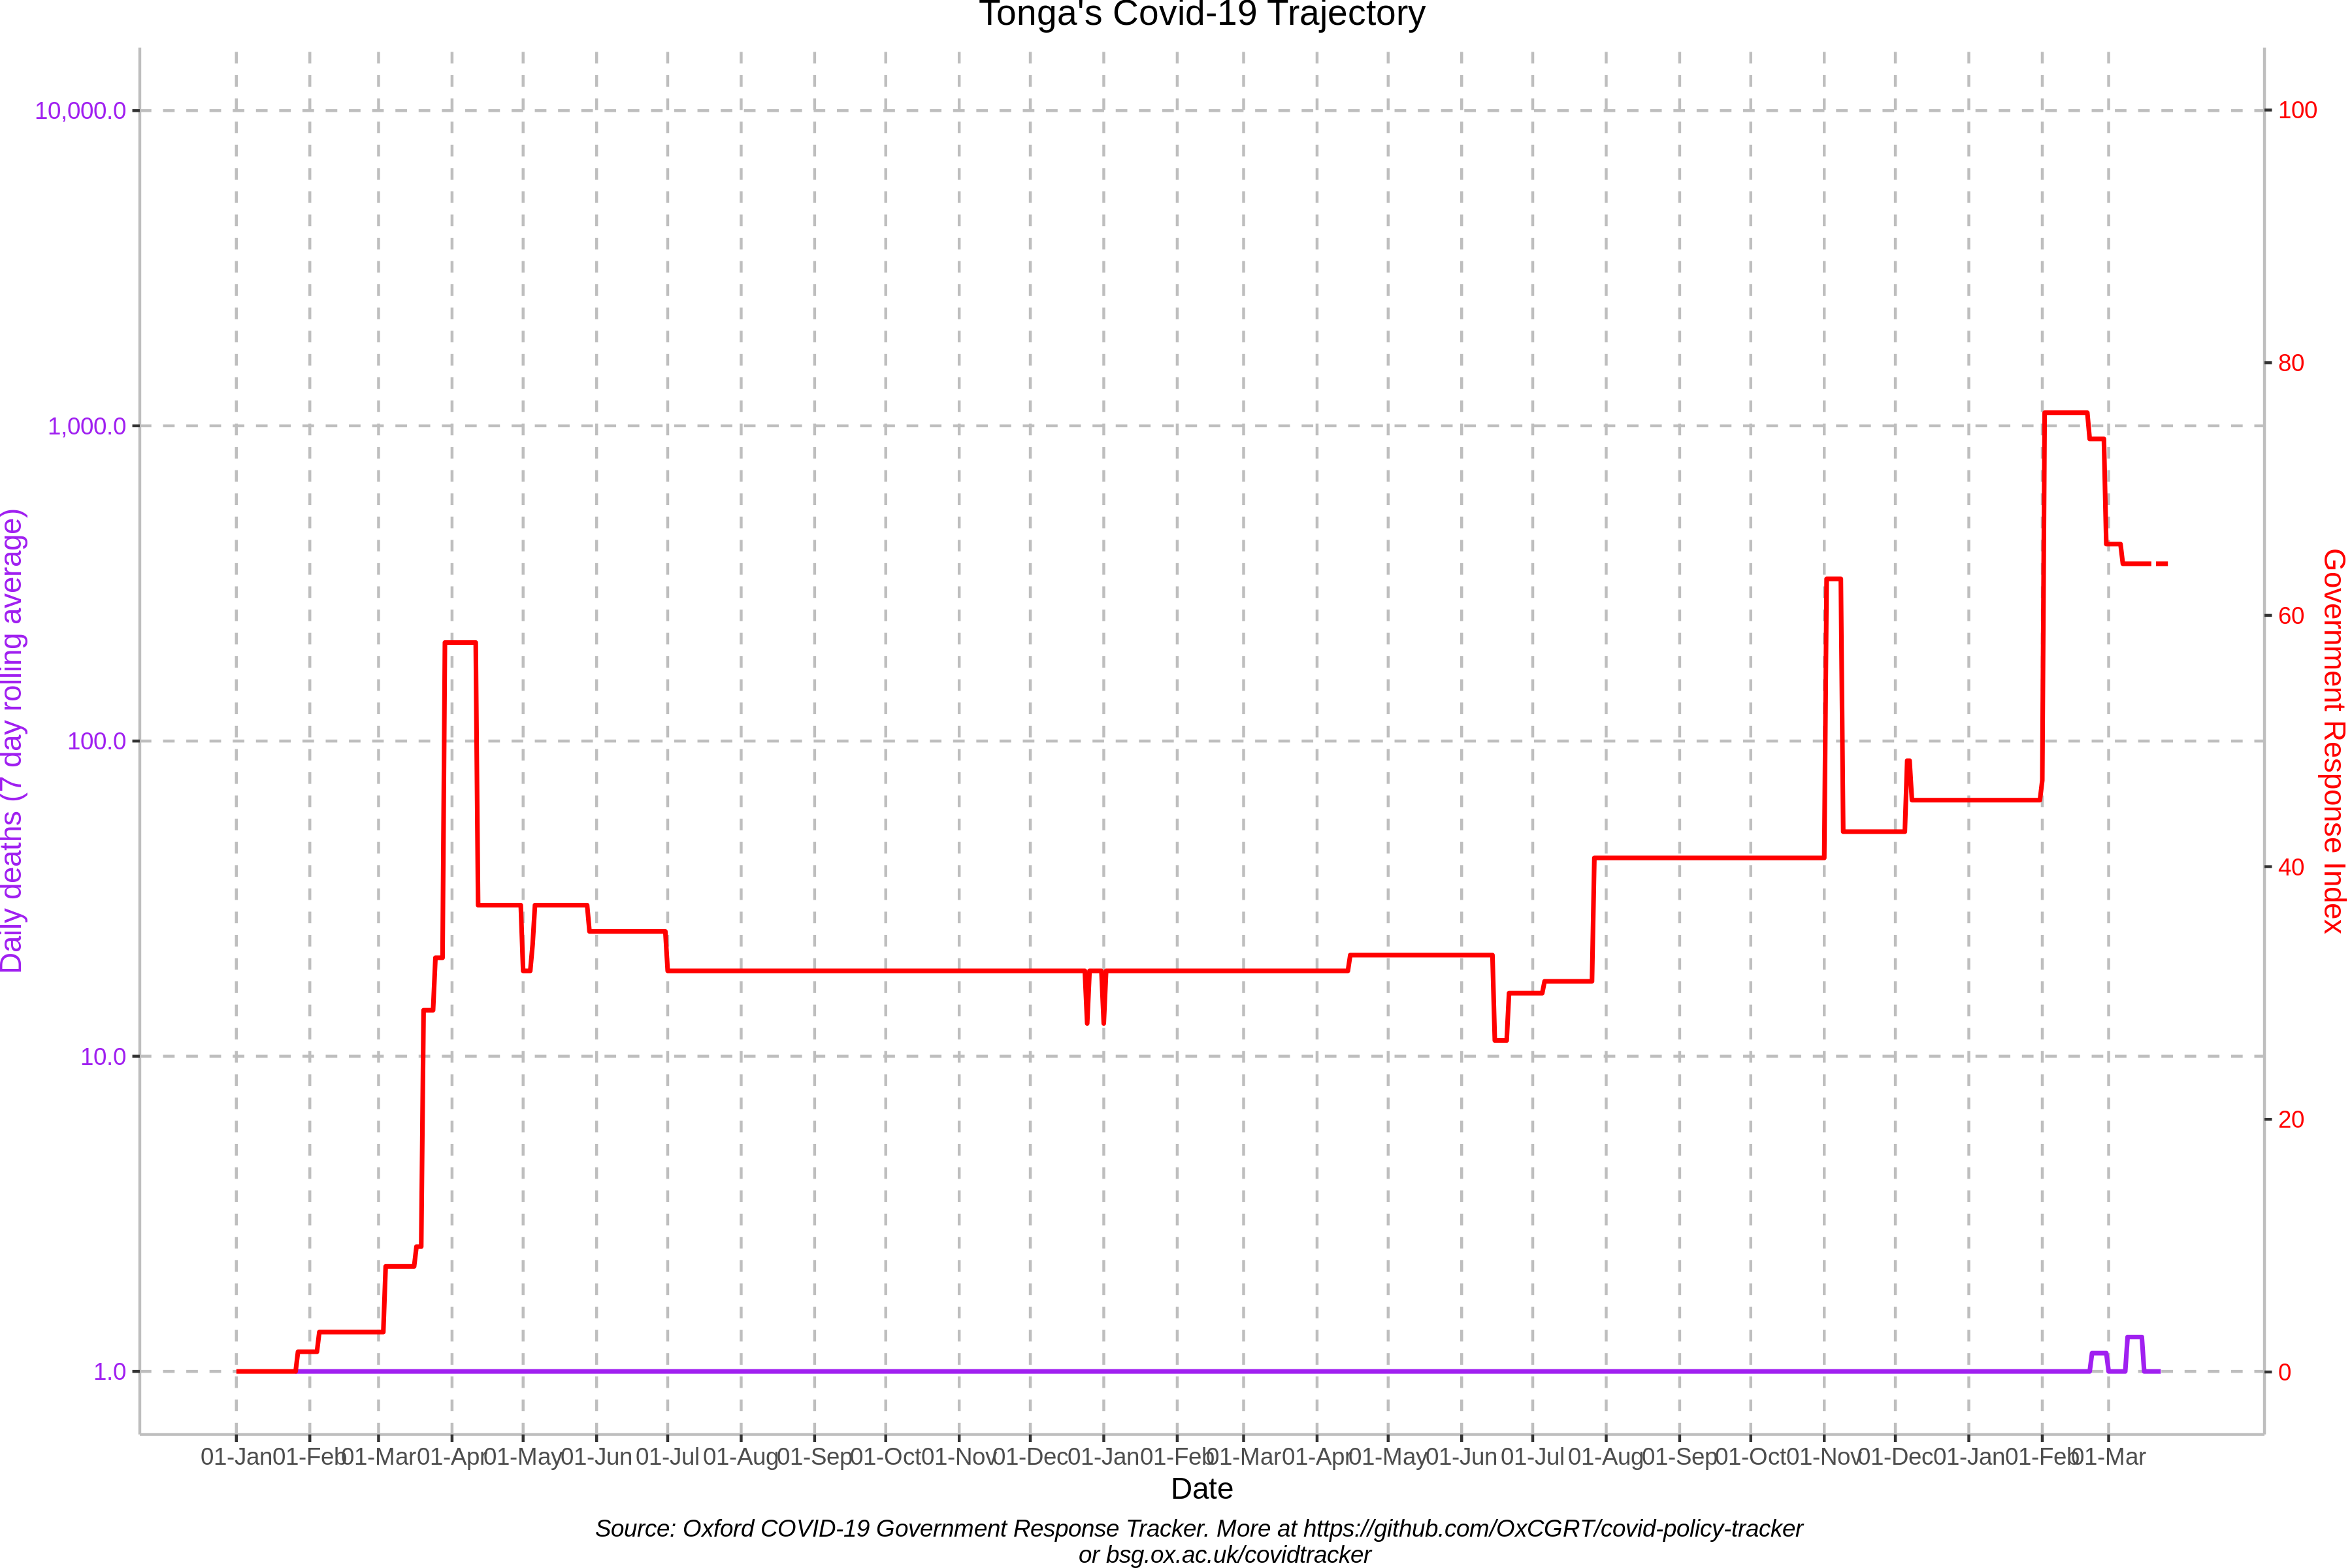 Tonga's Covid-19 Trajectory
10,000.0
1,000.0
100.0
10.0
1.0
Daily deaths (7 day rolling average)
100
80
60
40
20
0
Government Response Index
01-Jan 01-Feb 01-Mar 01-Apr 01-May 01-Jun 01-Jul 01-Aug 01-Sep 01-Oct 01-Nov 01-Dec 01-Jan 01-Feb 01-Mar 01-Apr 01-May 01-Jun 01-Jul 01-Aug 01-Sep 01-Oct 01-Nov 01-Dec 01-Jan 01-Feb 01-Mar
Date
Source: Oxford COVID-19 Government Response Tracker. More at https://github.com/OxCGRT/covid-policy-tracker
or bsg.ox.ac.uk/covidtracker